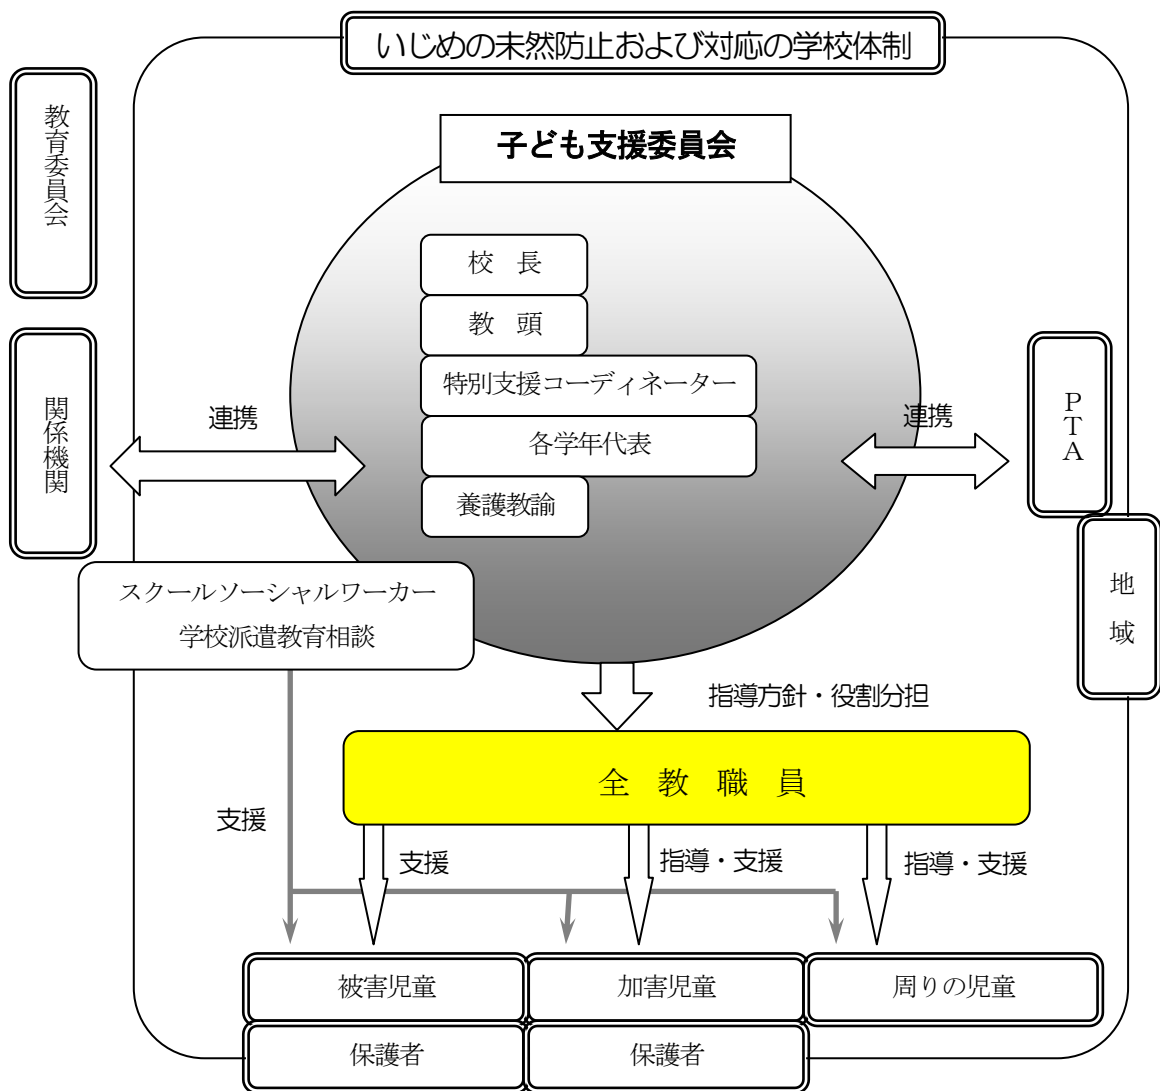 いじめの未然防止および対応の学校体制
教育委員会
子ども支援委員会
校 長
教 頭
特別支援コーディネーター
各学年代表
養護教諭
関係機関
連携
連携
PTA
地域
スクールソーシャルワーカー
学校派遣教育相談
指導方針・役割分担
全 教 職 員
支援
支援
指導・支援
指導・支援
被害児童
加害児童
周りの児童
保護者
保護者